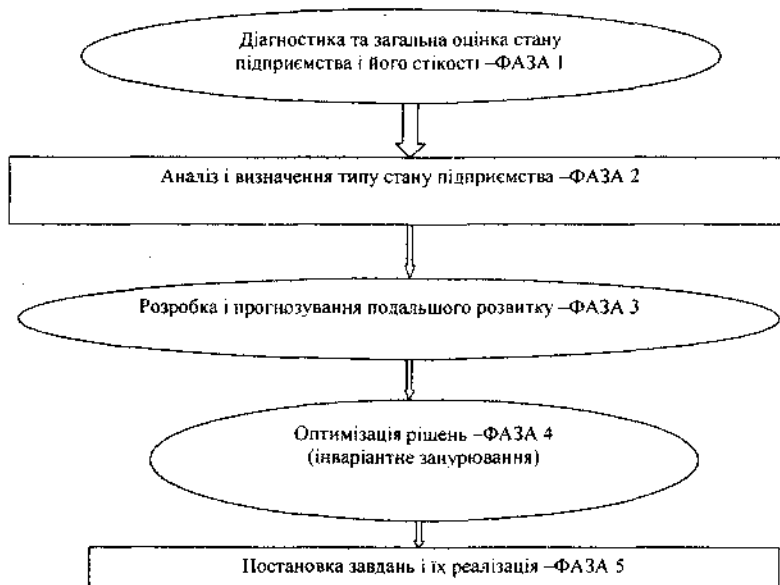 Діагностика та загальна оцінка стану
підприємства і його стікості –ФАЗА 1
Аналіз і визначення типу стану підприємства –ФАЗА 2
Розробка і прогнозування подальшого розвитку –ФАЗА 3
Оптимізація рішень –ФАЗА 4
(інваріантне занурювання)
Постановка завдань і їх реалізація –ФАЗА 5